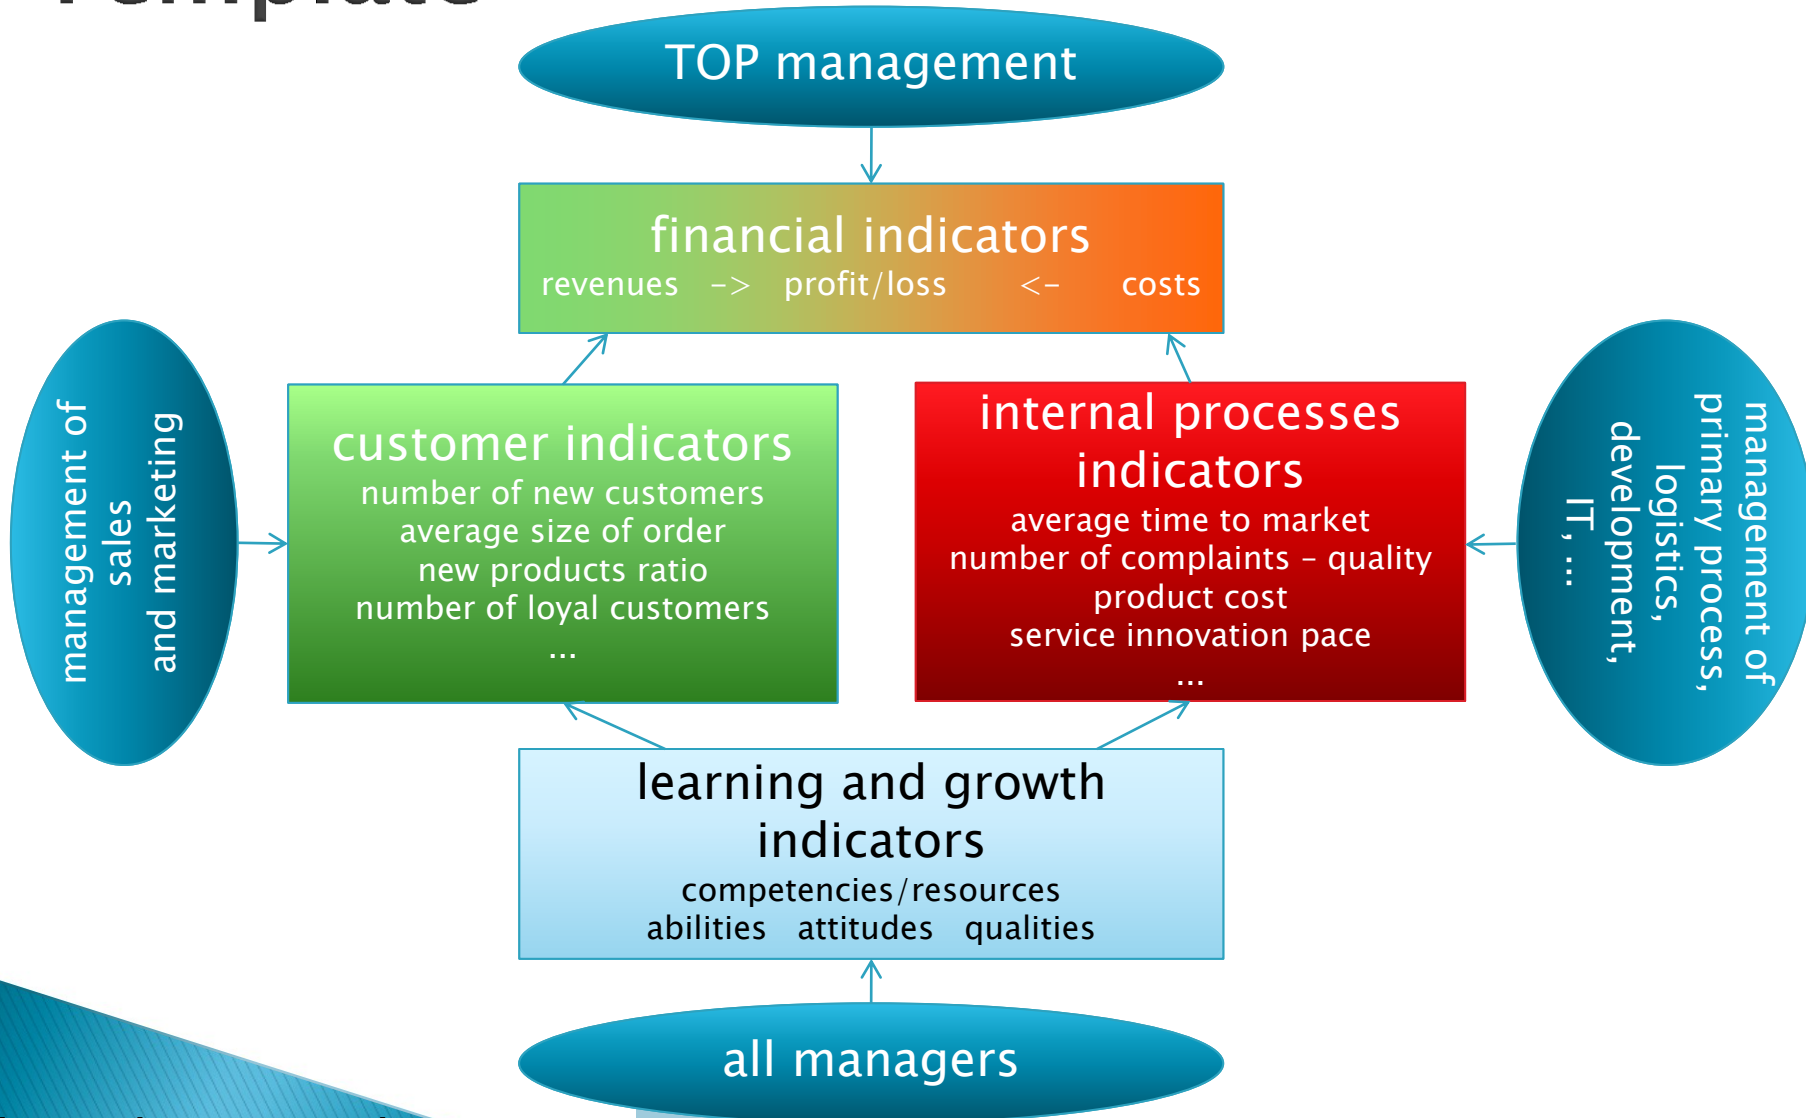 Template
TOP management
financial indicators
revenues -> profit/loss <- costs
management of
sales
and marketing
customer indicators
number of new customers
average size of order
new products ratio
number of loyal customers
...
internal processes
indicators
average time to market
number of complaints – quality
product cost
service innovation pace
...
management of
primary process,
logistics,
development,
IT, ...
learning and growth
indicators
competencies/resources
abilities attitudes qualities
all managers